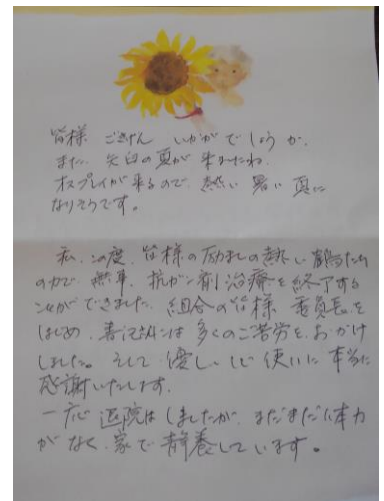 皆様 ごきげん いかがでしょうか.
また 灼白の夏が 来ましたね.
オスプレイが来るので 熱い 暑い 夏に
なりそうです。
私、この度、皆様の励ましの熱い
の力で 無事、抗ガン剤治療を終了する
ことができました. 組合の皆様 委員長を
はじめ、書記さんには 多くのご苦労を おかけ
しました。そして 優しい心使いに 本当に
感謝いたします.
一応 退院は しましたが、まだまだ体力
がなく、家で静養しています。